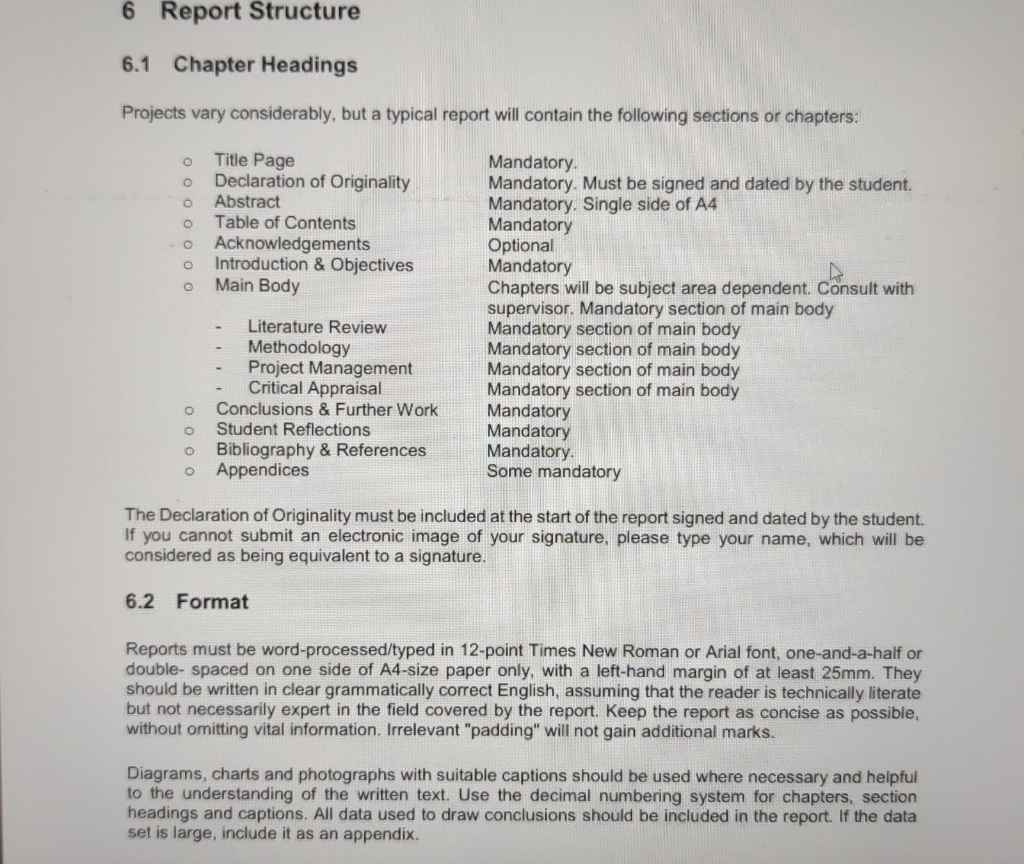 6 Report Structure
6.1 Chapter Headings
Projects vary considerably, but a typical report will contain the following sections or chapters:
o Title Page Mandatory.
o Declaration of Originality Mandatory. Must be signed and dated by the student.
o Abstract Mandatory. Single side of A4
o Table of Contents Mandatory
o Acknowledgements Optional
o Introduction & Objectives Mandatory
o Main Body Chapters will be subject area dependent. Consult with
supervisor. Mandatory section of main body
- Literature Review Mandatory section of main body
- Methodology Mandatory section of main body
- Project Management Mandatory section of main body
- Critical Appraisal Mandatory section of main body
o Conclusions & Further Work Mandatory
o Student Reflections Mandatory
o Bibliography & References Mandatory.
o Appendices Some mandatory
The Declaration of Originality must be included at the start of the report signed and dated by the student.
If you cannot submit an electronic image of your signature, please type your name, which will be
considered as being equivalent to a signature.
6.2 Format
Reports must be word-processed/typed in 12-point Times New Roman or Arial font, one-and-a-half or
double- spaced on one side of A4-size paper only, with a left-hand margin of at least 25mm. They
should be written in clear grammatically correct English, assuming that the reader is technically literate
but not necessarily expert in the field covered by the report. Keep the report as concise as possible,
without omitting vital information. Irrelevant "padding" will not gain additional marks.
Diagrams, charts and photographs with suitable captions should be used where necessary and helpful
to the understanding of the written text. Use the decimal numbering system for chapters, section
headings and captions. All data used to draw conclusions should be included in the report. If the data
set is large, include it as an appendix.